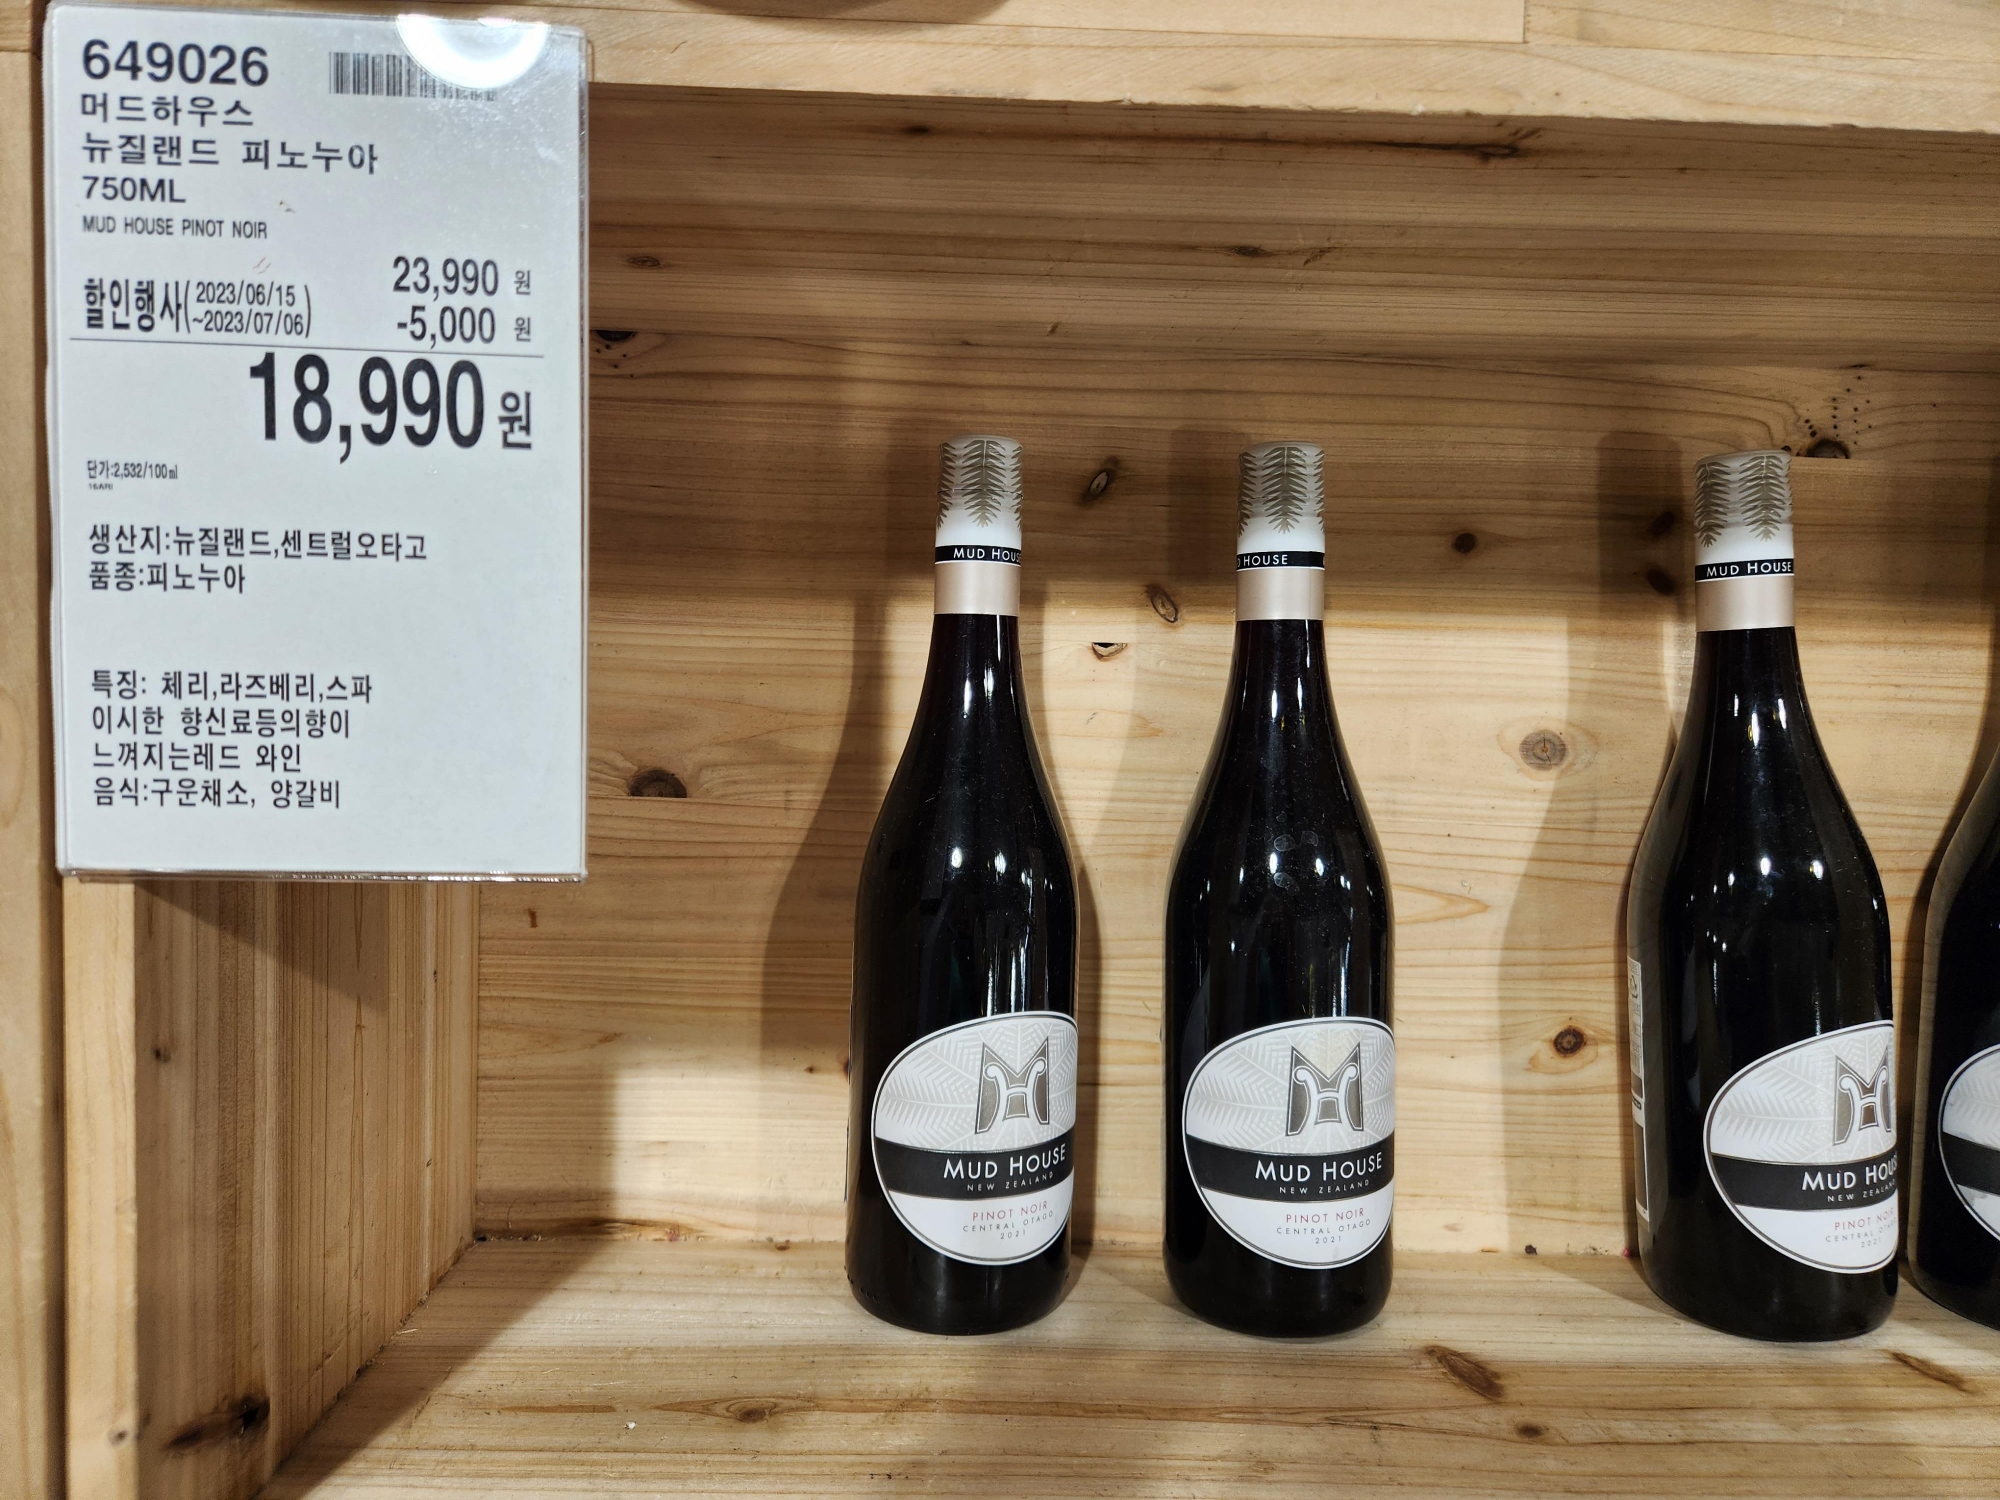 649026
머드하우스
뉴질랜드 피노누아
750ML
MUD HOUSE PINOT NOIR
23,990 원
할인행사(2023/06/15
~2023/07/06)
-5,000 원
18,990 원
단가:2,532/100㎖
생산지:뉴질랜드,센트럴오타고
품종:피노누아
특징: 체리,라즈베리,스파
이시한 향신료등의향이
느껴지는레드 와인
음식:구운채소, 양갈비
MUD HOUSE
MUD HOUSE
NEW ZEALAND
PINOT NOIR
CENTRAL OTAGO
2021
HOUSE
MUD HOUSE
NEW ZEALAND
PINOT NOIR
CENTRAL OTAGO
2021
MUD HOUSE
MUD HOUS
NEW ZEALAN
PINOT NOIR
CENTRAL OTA
2021